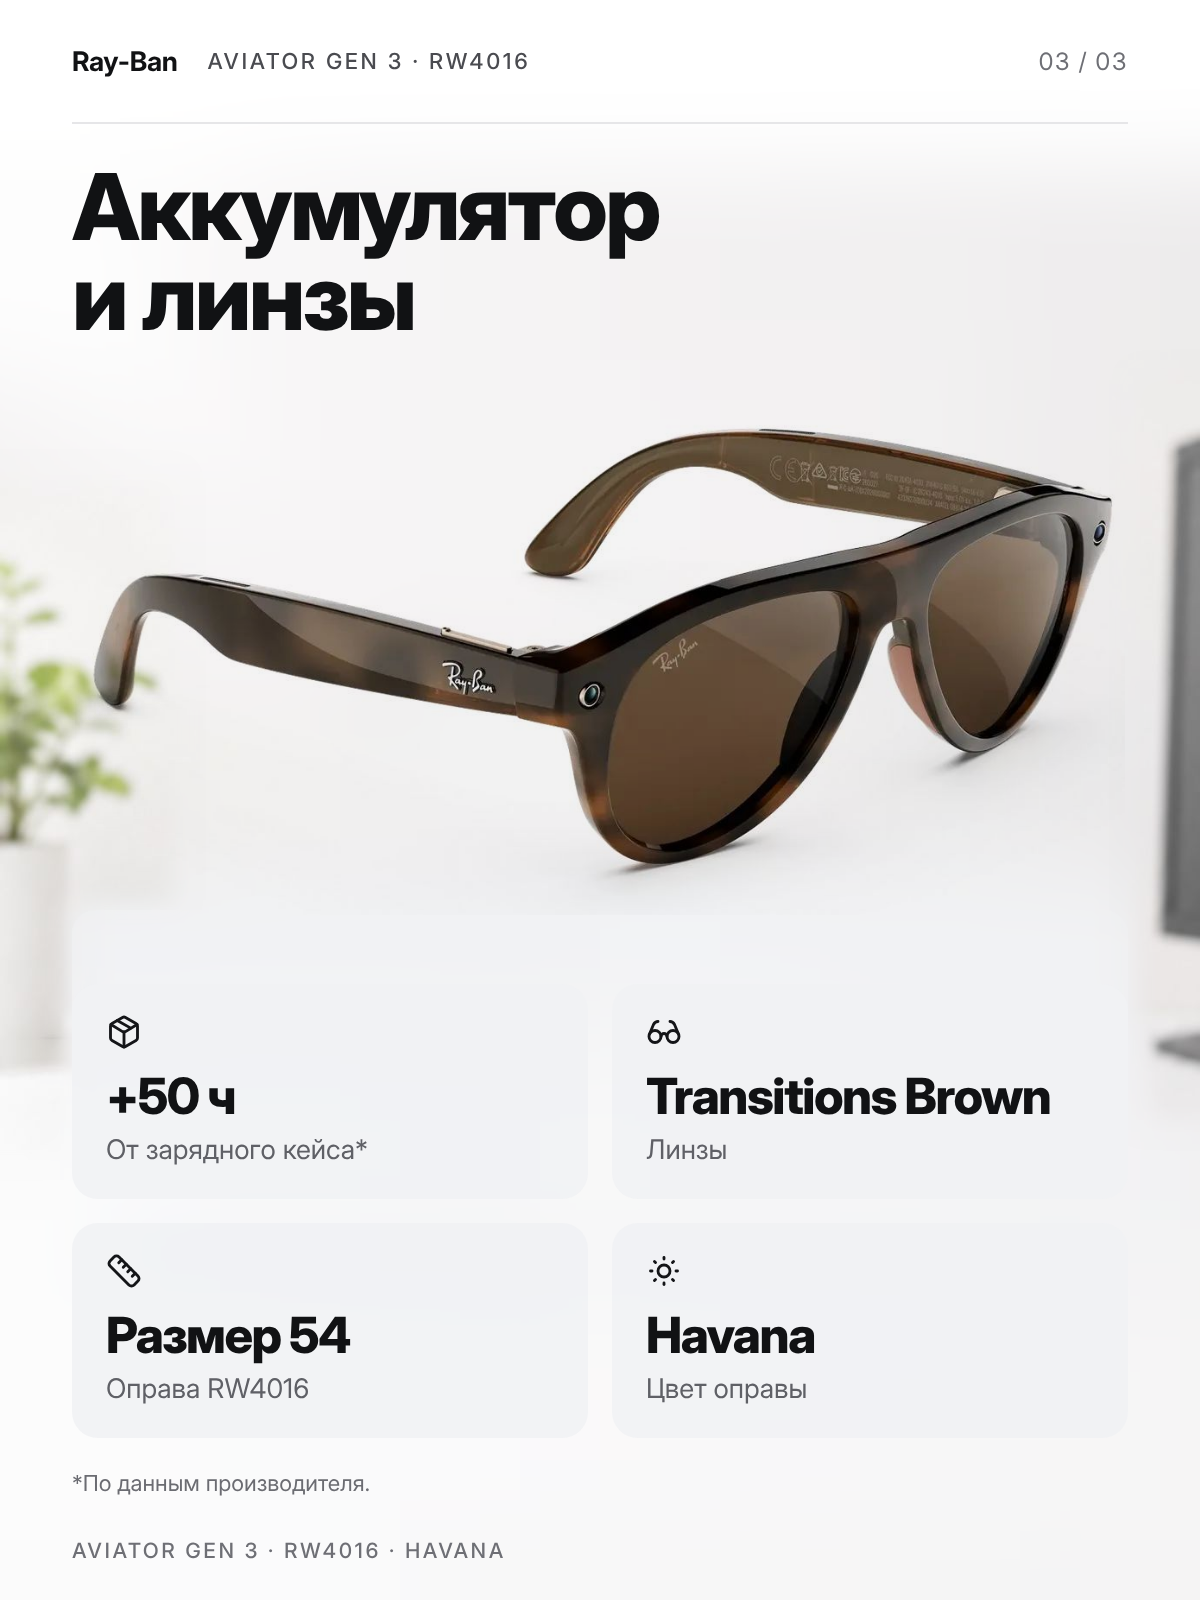 Ray-Ban AVIATOR GEN 3 · RW4016 03 / 03
Аккумулятор
и линзы
Ray-Ban
Ray-Ban
+50 ч
От зарядного кейса*
Transitions Brown
Линзы
Размер 54
Оправа RW4016
Havana
Цвет оправы
*По данным производителя.
AVIATOR GEN 3 · RW4016 · HAVANA